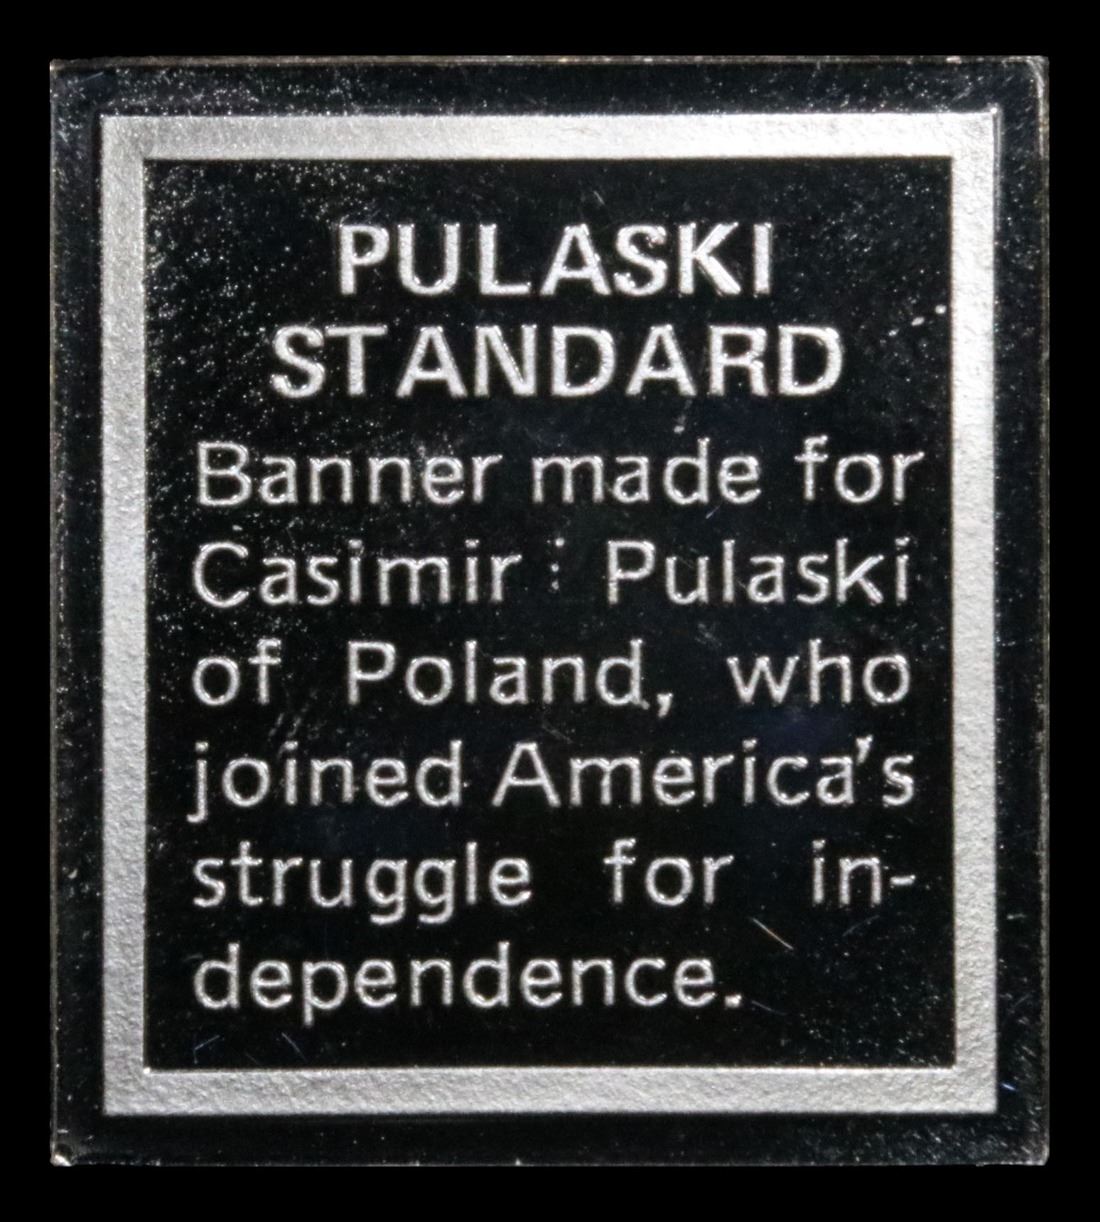 PULASKI
STANDARD
Banner made for
Casimir Pulaski
of Poland, who
joined America's
struggle for in-
dependence.